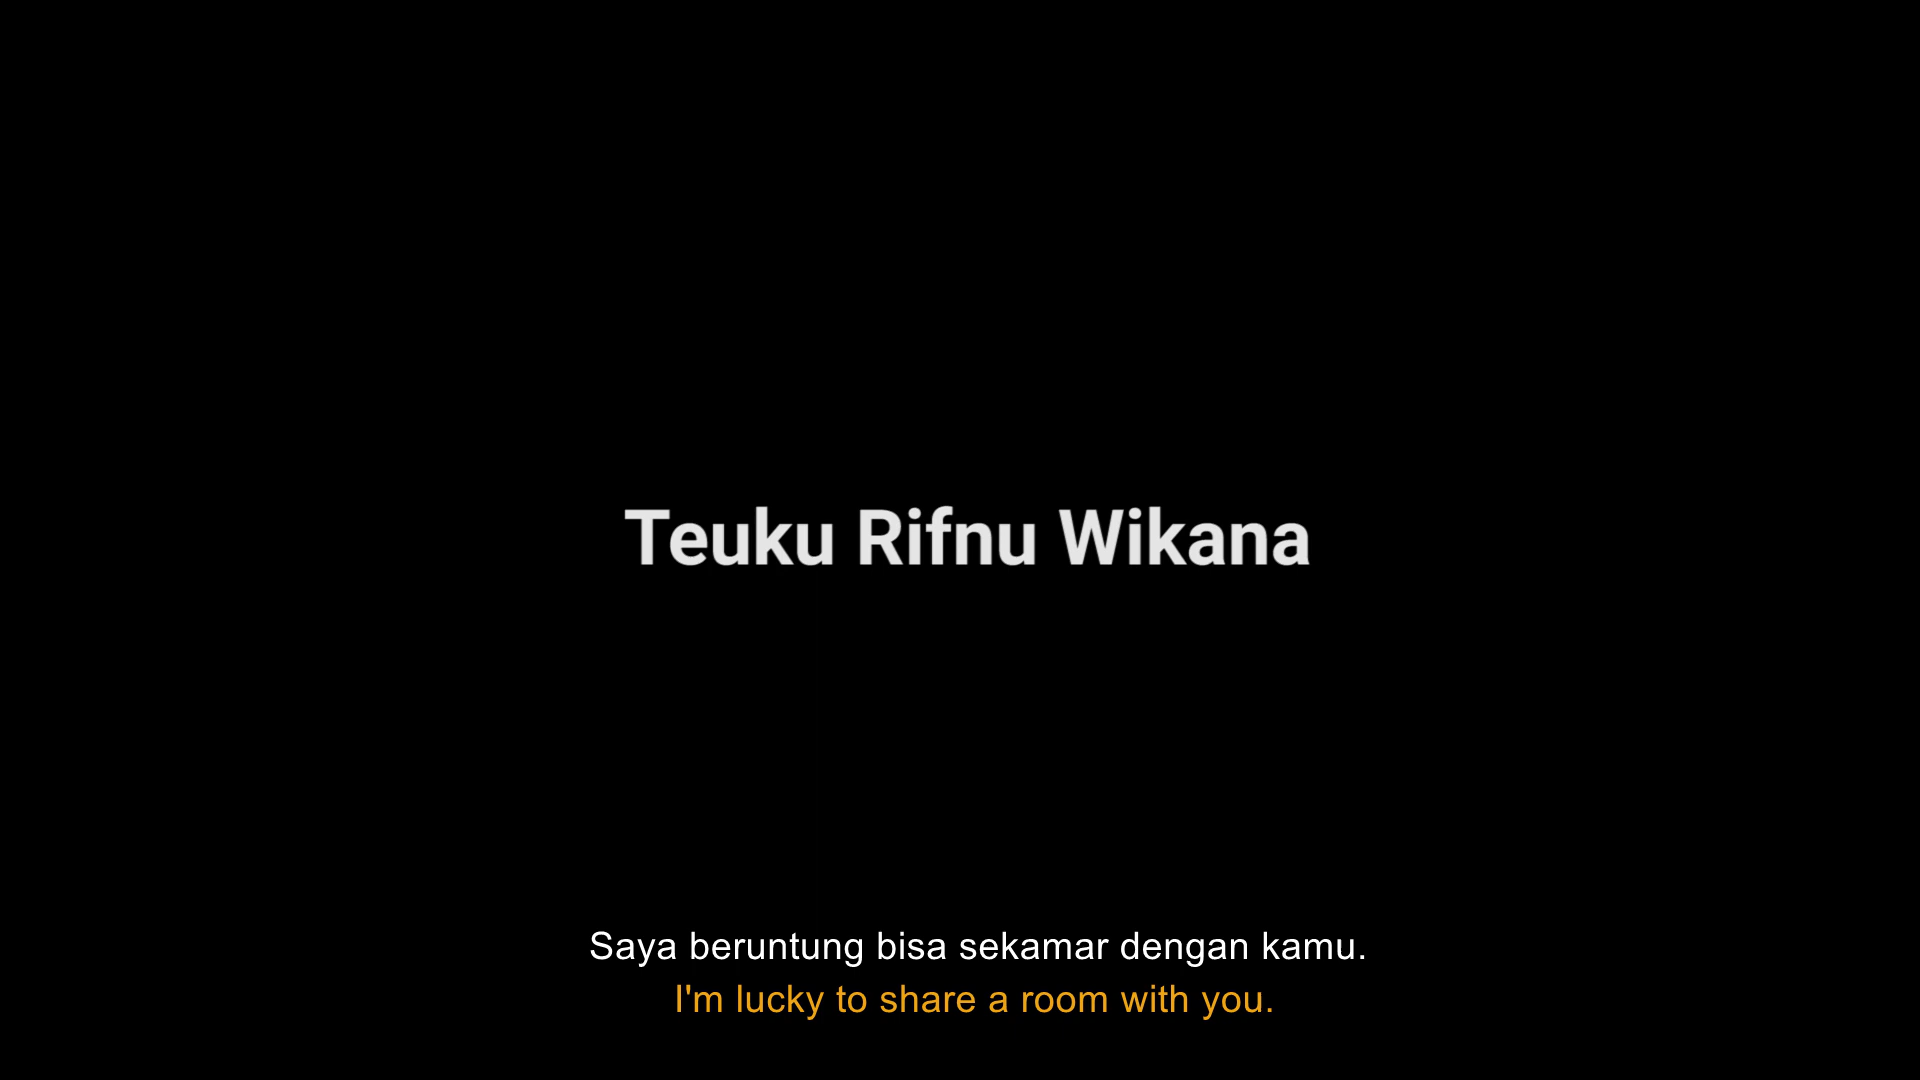 Teuku Rifnu Wikana
Saya beruntung bisa sekamar dengan kamu.
I'm lucky to share a room with you.